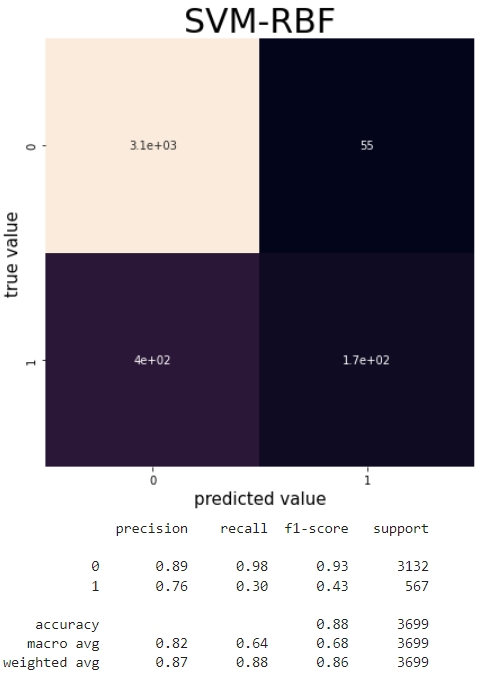 SVM-RBF
0
3.1e+03 55
true value
1
4e+02 1.7e+02
0 1
predicted value
precision recall f1-score support
0 0.89 0.98 0.93 3132
1 0.76 0.30 0.43 567
accuracy 0.88 3699
macro avg 0.82 0.64 0.68 3699
weighted avg 0.87 0.88 0.86 3699